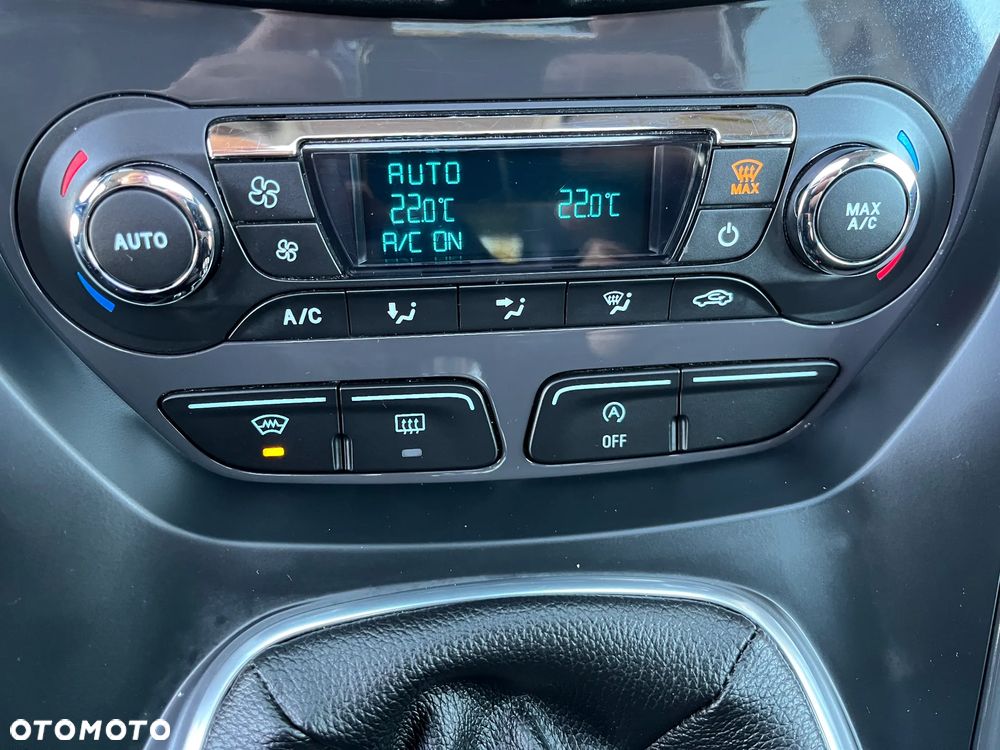 AUTO
22.0°C 22.0°C
A/C ON
MAX
AUTO
MAX
A/C
A/C
A
OFF
OTOMOTO